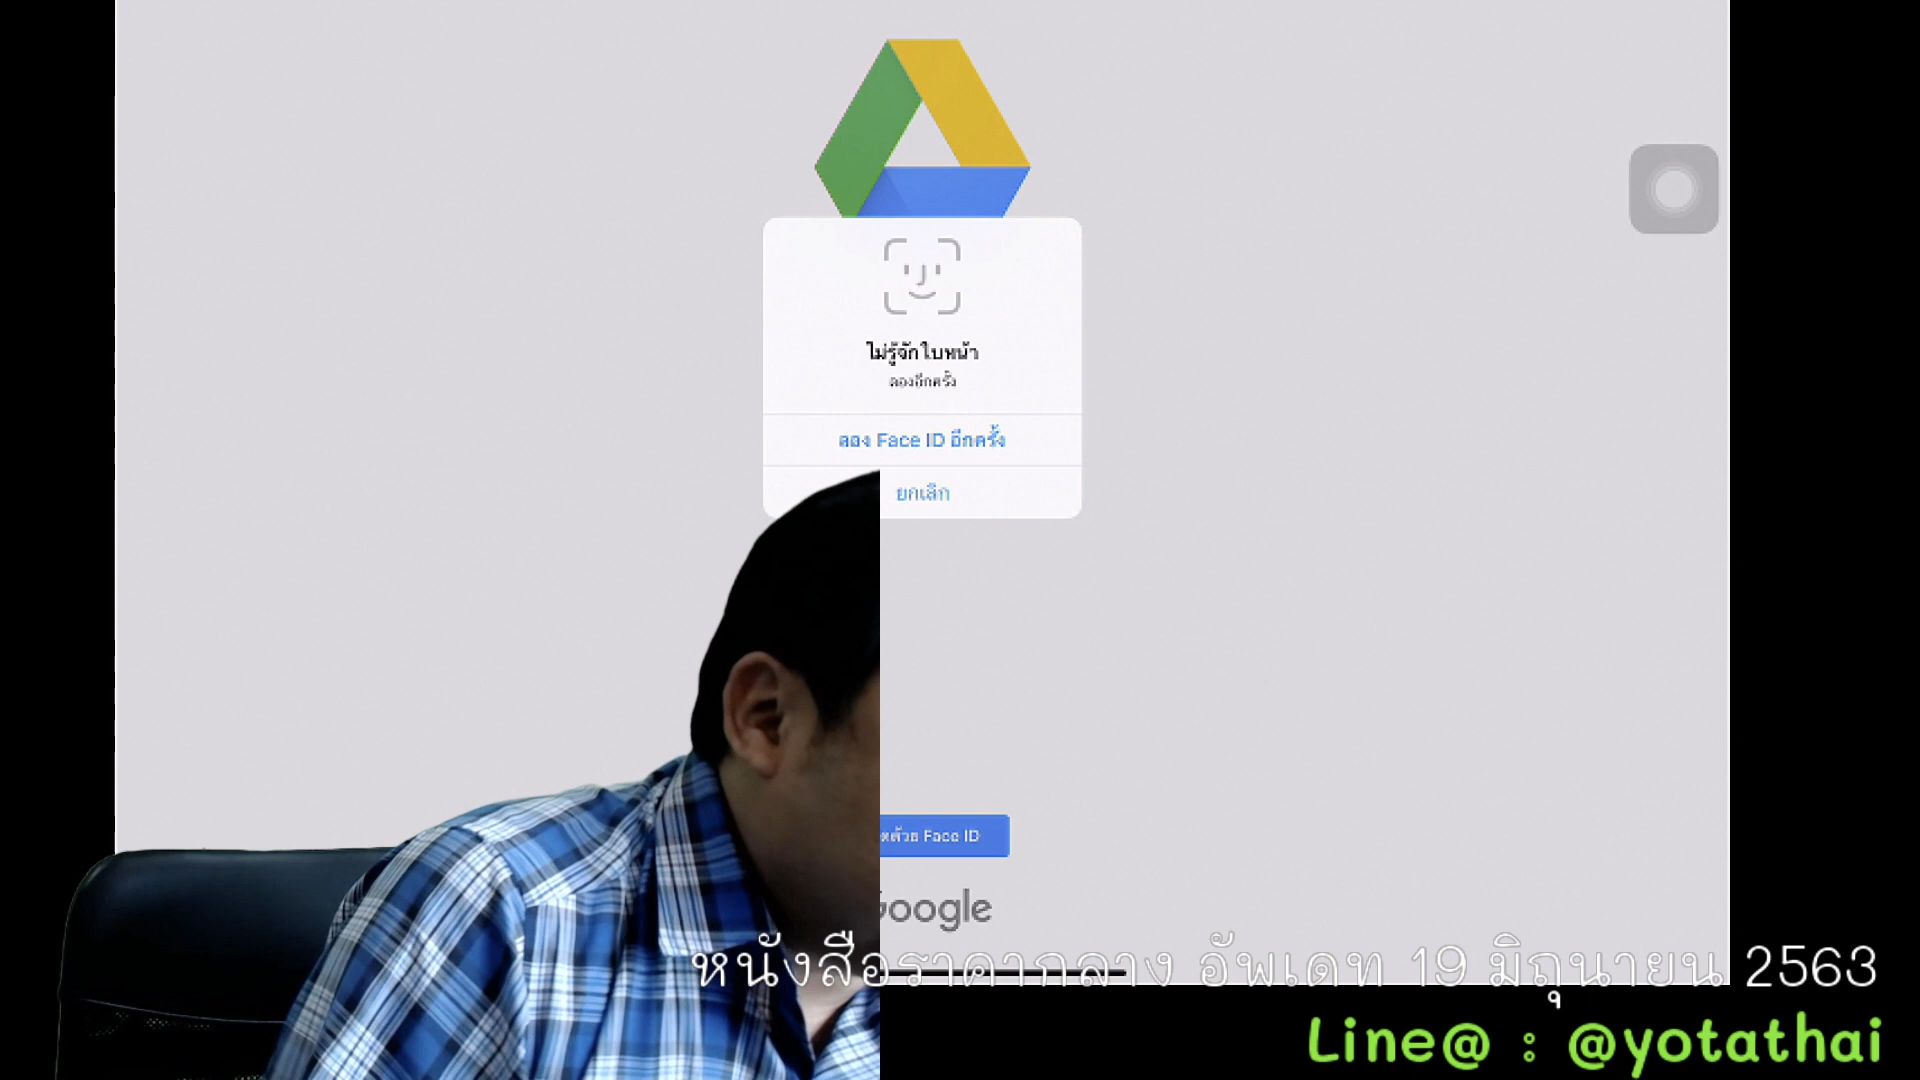 ไม่รู้จักใบหน้า
ลองอีกครั้ง
ลอง Face ID อีกครั้ง
ยกเลิก
ด้วย Face ID
oogle
หนังสือราคากลาง อัพเดท 19 มิถุนายน 2563
Line@ : @yotathai